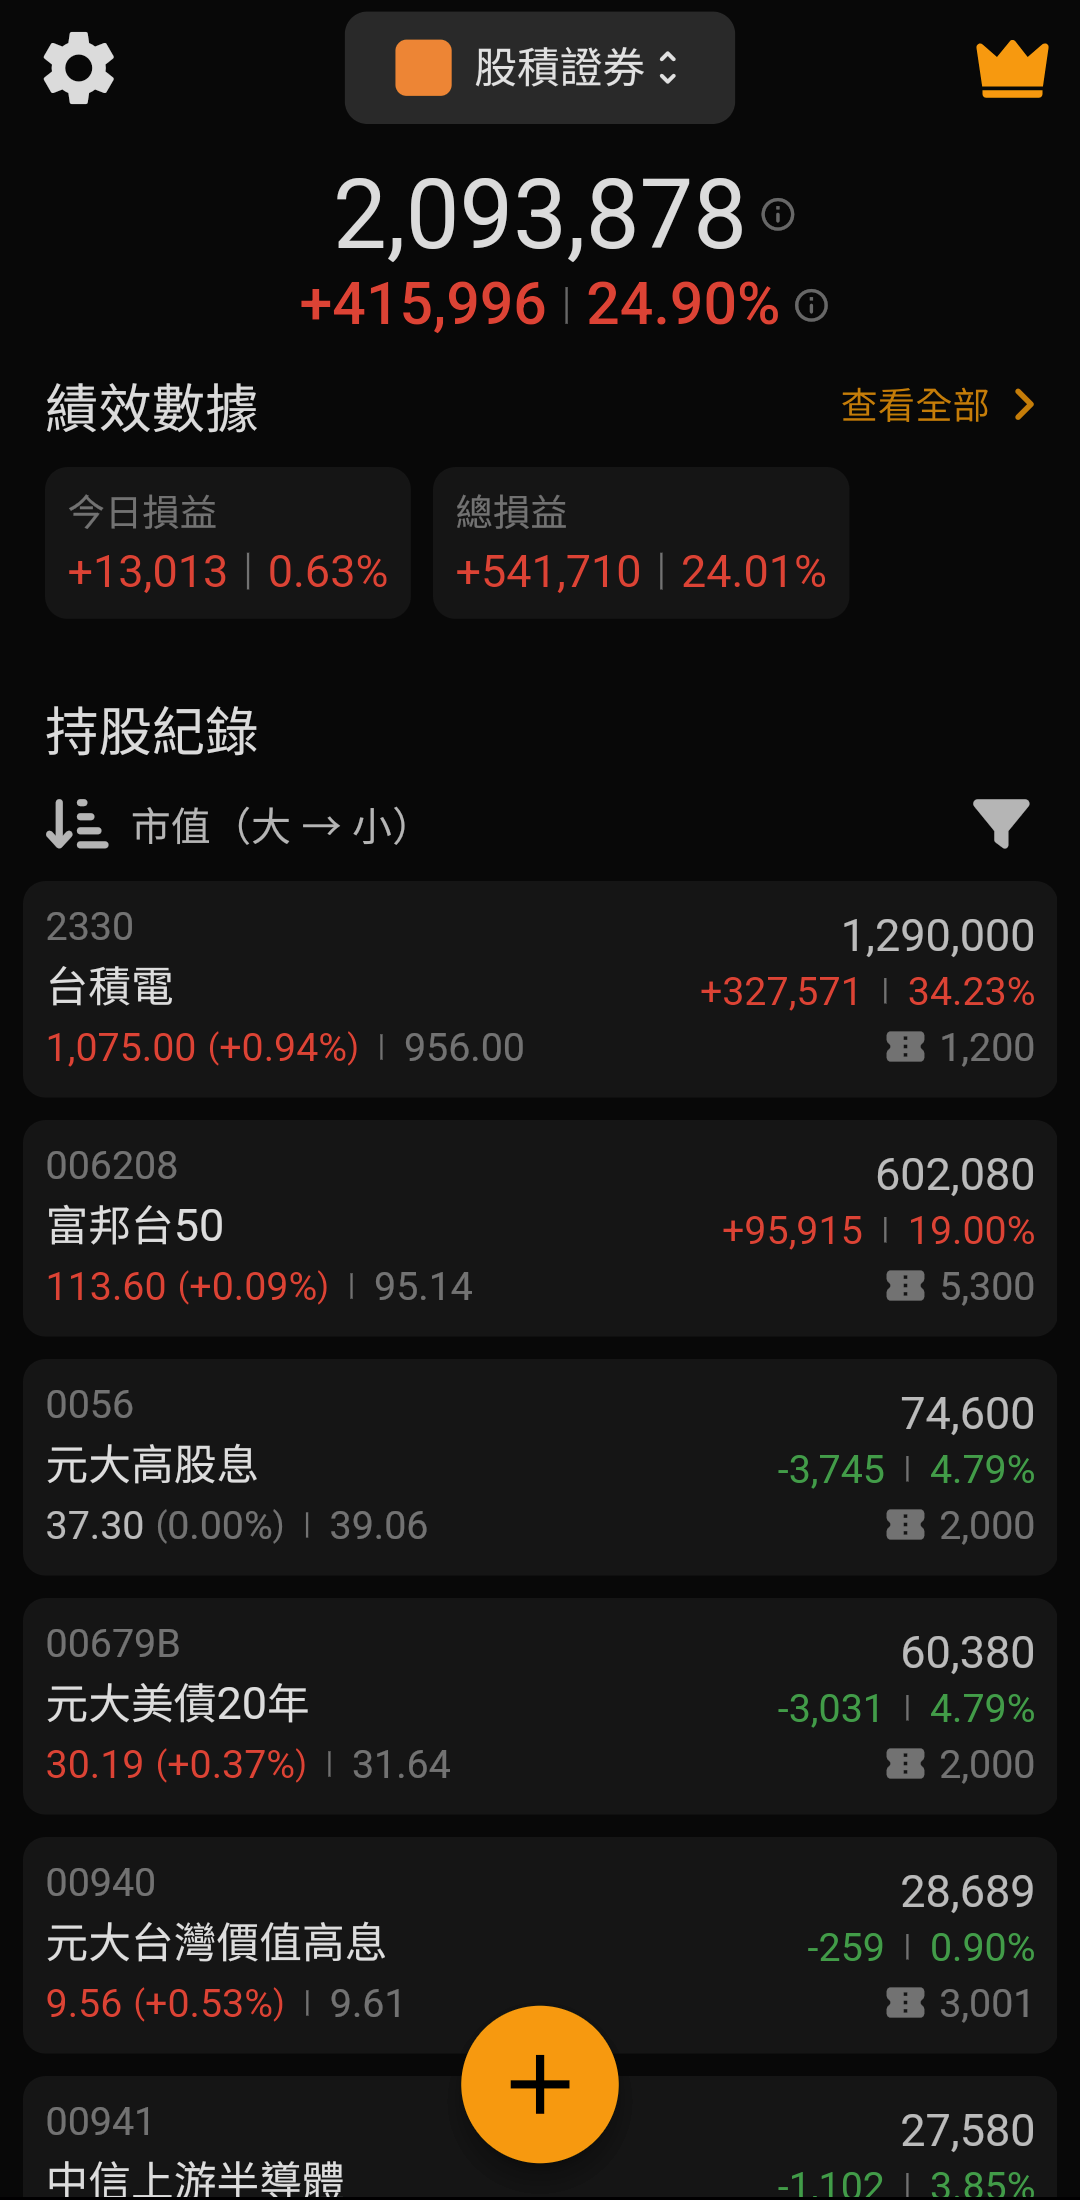 股積證券
2,093,878
+415,996 | 24.90%
績效數據
查看全部
今日損益
+13,013 | 0.63%
總損益
+541,710 | 24.01%
持股紀錄
市值（大 → 小）
2330
1,290,000
台積電
+327,571 | 34.23%
1,075.00 (+0.94%) | 956.00
1,200
006208
602,080
富邦台50
+95,915 | 19.00%
113.60 (+0.09%) | 95.14
5,300
0056
74,600
元大高股息
-3,745 | 4.79%
37.30 (0.00%) | 39.06
2,000
00679B
60,380
元大美債20年
-3,031 | 4.79%
30.19 (+0.37%) | 31.64
2,000
00940
28,689
元大台灣價值高息
-259 | 0.90%
9.56 (+0.53%) | 9.61
3,001
00941
27,580
中信上游半導體
-1,102 | 3.85%